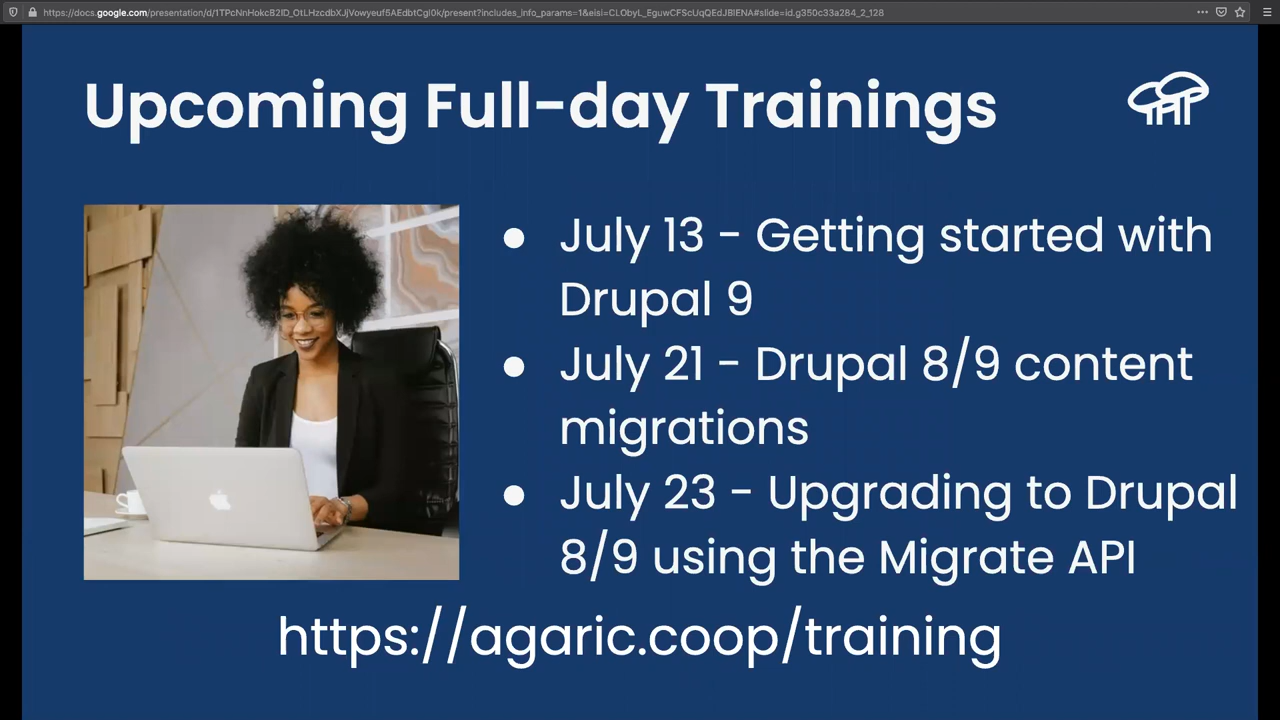 Upcoming Full-day Trainings
● July 13 - Getting started with
Drupal 9
● July 21 - Drupal 8/9 content
migrations
● July 23 - Upgrading to Drupal
8/9 using the Migrate API
https://agaric.coop/training